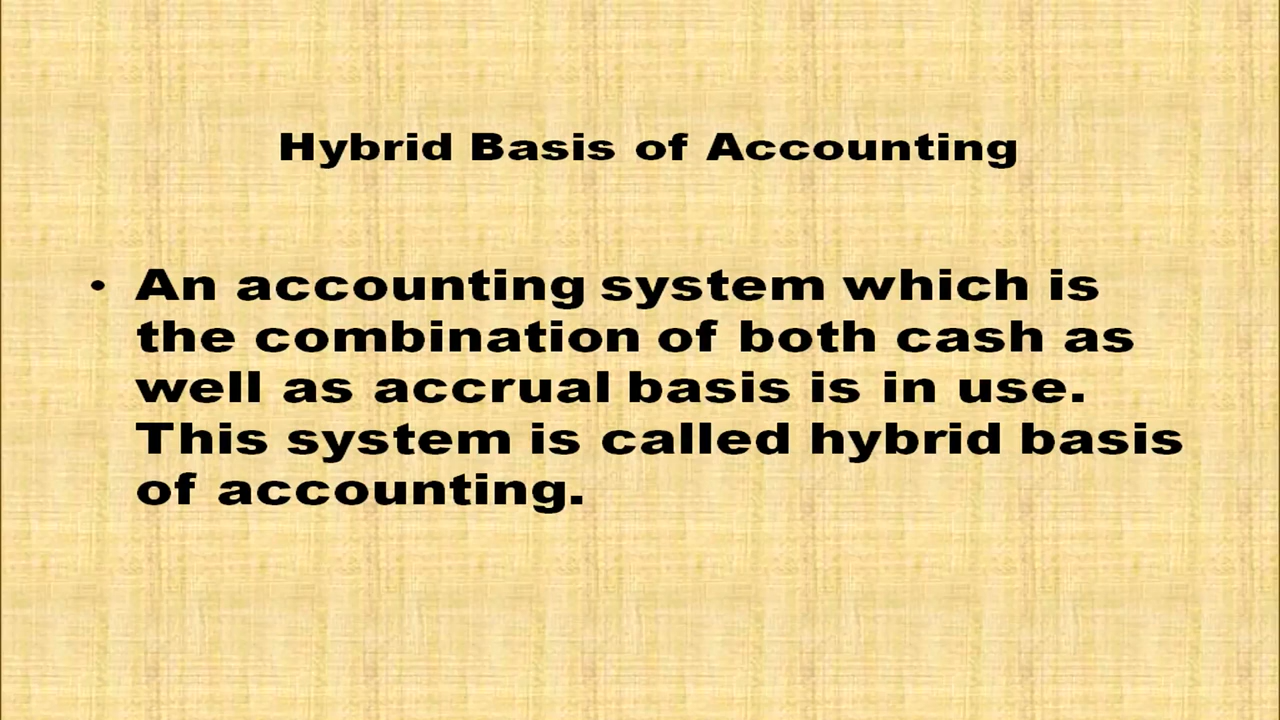 Hybrid Basis of Accounting
• An accounting system which is
the combination of both cash as
well as accrual basis is in use.
This system is called hybrid basis
of accounting.